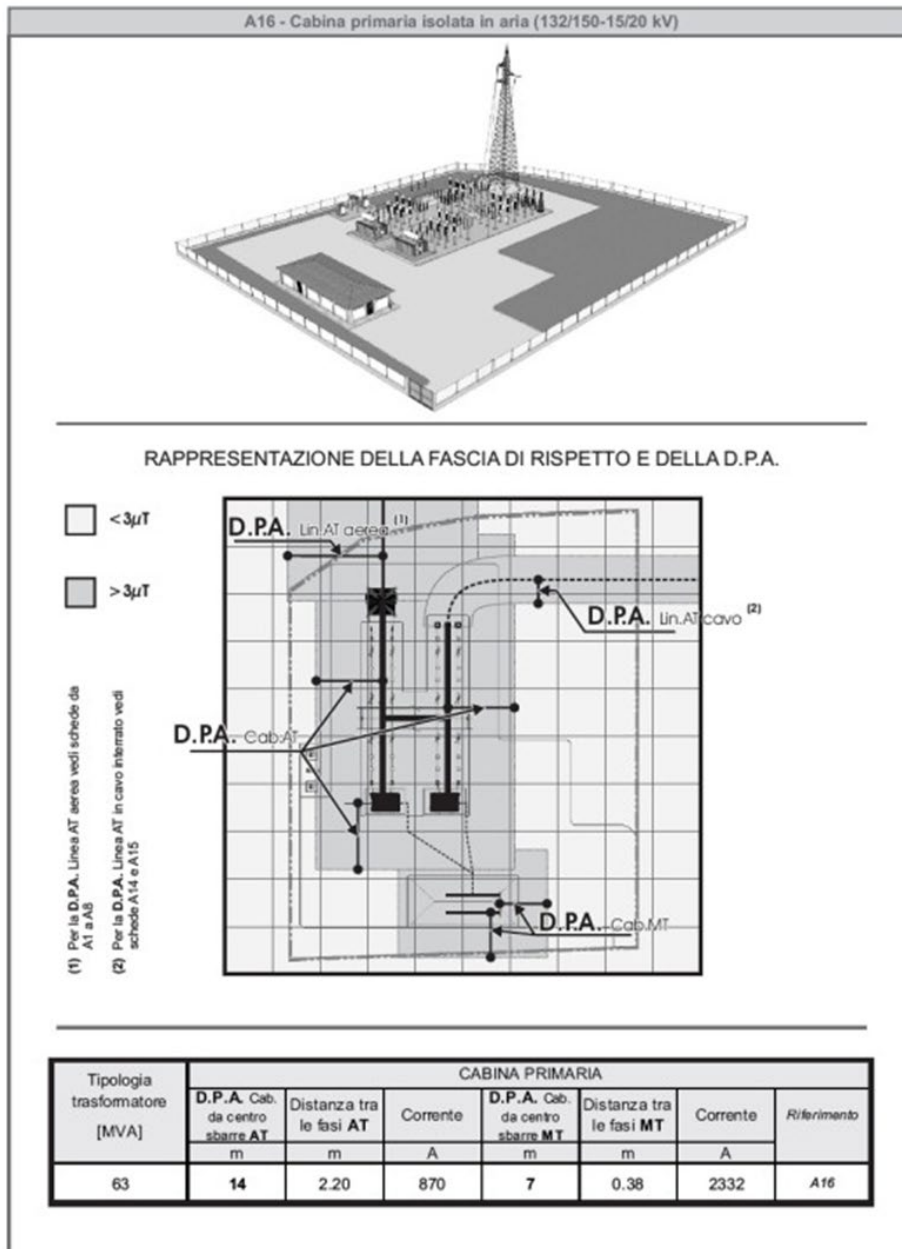 A16 - Cabina primaria isolata in aria (132/150-15/20 kV)
RAPPRESENTAZIONE DELLA FASCIA DI RISPETTO E DELLA D.P.A.
<3μT
>3μT
D.P.A. Lin.AT aerea (1)
D.P.A. Lin.AT cavo (2)
D.P.A. Cab.AT
D.P.A. Cab.MT
(1) Per la D.P.A. Linea AT aerea vedi schede da
A1 a A8
(2) Per la D.P.A. Linea AT in cavo interrato vedi
schede A14 e A15
Tipologia
trasformatore
[MVA]
CABINA PRIMARIA
D.P.A. Cab.
da centro
sbarre AT
Distanza tra
le fasi AT
Corrente
D.P.A. Cab.
da centro
sbarre MT
Distanza tra
le fasi MT
Corrente
Riferimento
m m A m m A
63 14 2.20 870 7 0.38 2332 A16